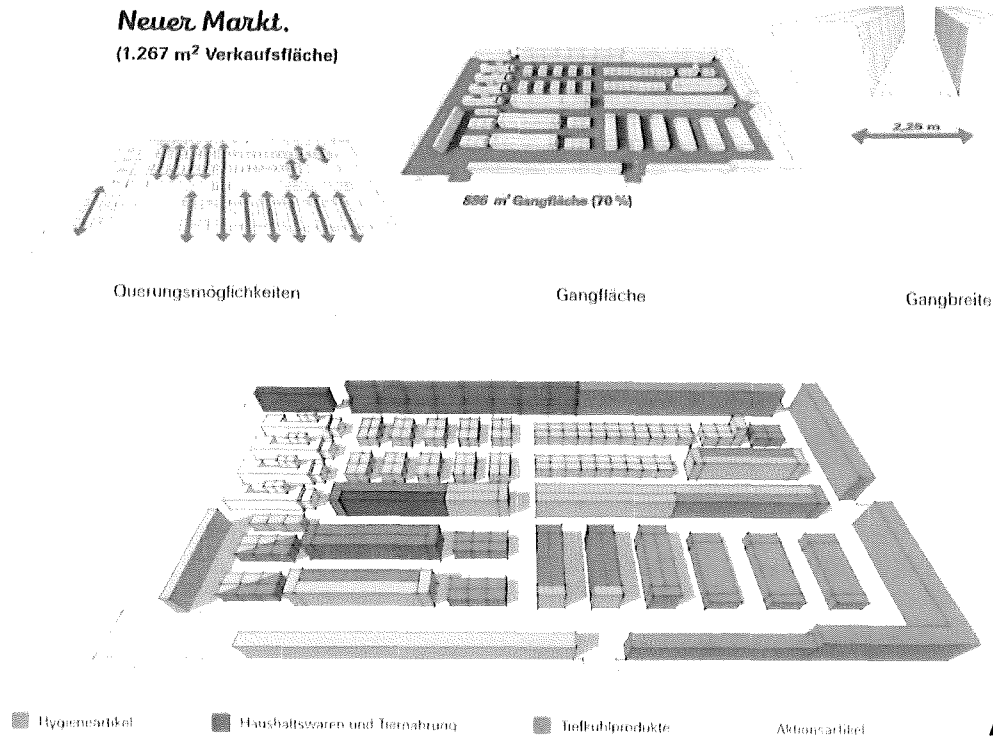 Neuer Markt.
(1.267 m² Verkaufsfläche)
2,25 m
886 m² Gangfläche (70 %)
Querungsmöglichkeiten
Gangfläche
Gangbreite
Hygieneartikel
Haushaltswaren und Tiernahrung
Tiefkühlprodukte
Aktionsartikel